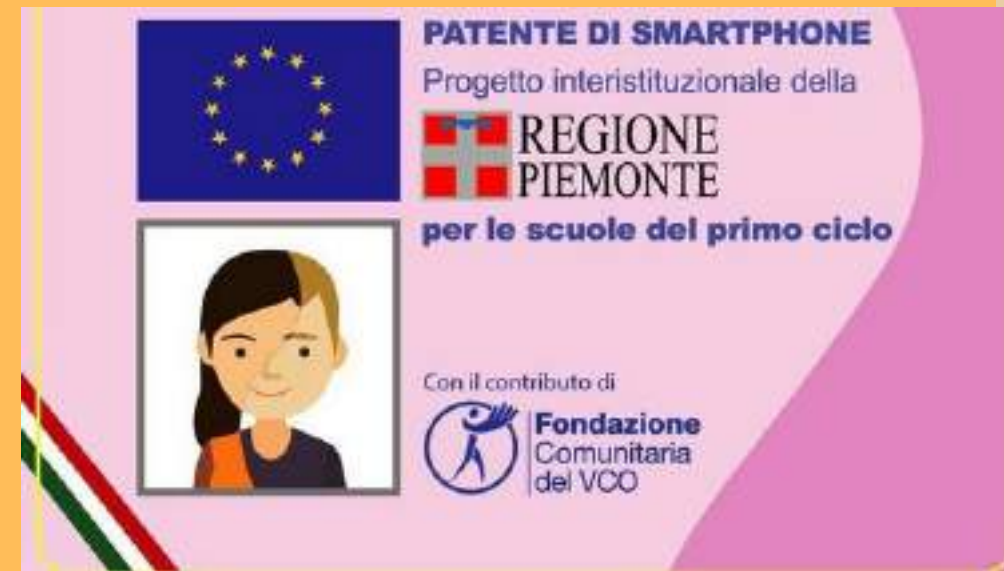 PATENTE DI SMARTPHONE
Progetto interistituzionale della
REGIONE
PIEMONTE
per le scuole del primo ciclo
Con il contributo di
Fondazione
Comunitaria
del VCO